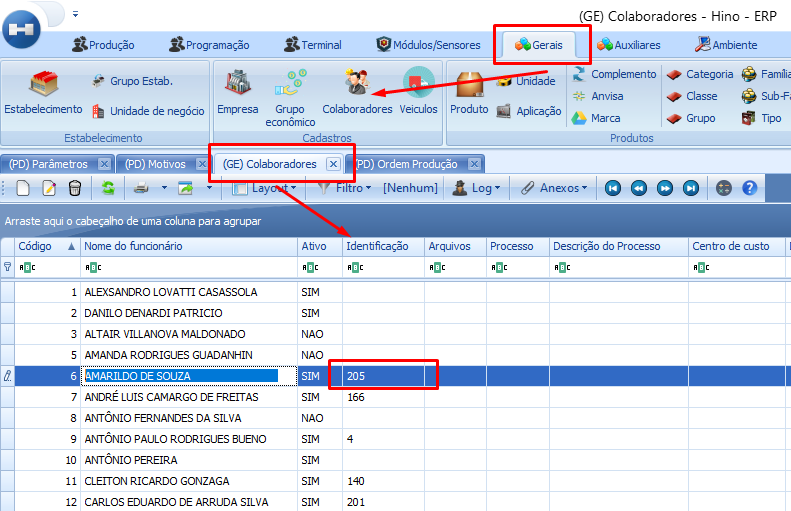 (GE) Colaboradores - Hino - ERP
Produção Programação Terminal Módulos/Sensores Gerais Auxiliares Ambiente
Estabelecimento
Grupo Estab.
Unidade de negócio
Estabelecimento
Empresa
Grupo econômico
Colaboradores
Veiculos
Cadastros
Produto
Unidade
Aplicação
Complemento
Anvisa
Marca
Categoria
Classe
Grupo
Família
Sub-Fa
Tipo
Produtos
(PD) Parâmetros (PD) Motivos (GE) Colaboradores (PD) Ordem Produção
Layout Filtro [Nenhum] Log Anexos
Arraste aqui o cabeçalho de uma coluna para agrupar
Código Nome do funcionário Ativo Identificação Arquivos Processo Descrição do Processo Centro de custo
1 ALEXSANDRO LOVATTI CASASSOLA SIM
2 DANILO DENARDI PATRICIO SIM
3 ALTAIR VILLANOVA MALDONADO NAO
5 AMANDA RODRIGUES GUADANHIN NAO
6 AMARILDO DE SOUZA SIM 205
7 ANDRÉ LUIS CAMARGO DE FREITAS SIM 166
8 ANTÔNIO FERNANDES DA SILVA NAO
9 ANTÔNIO PAULO RODRIGUES BUENO SIM 4
10 ANTÔNIO PEREIRA SIM
11 CLEITON RICARDO GONZAGA SIM 140
12 CARLOS EDUARDO DE ARRUDA SILVA SIM 201